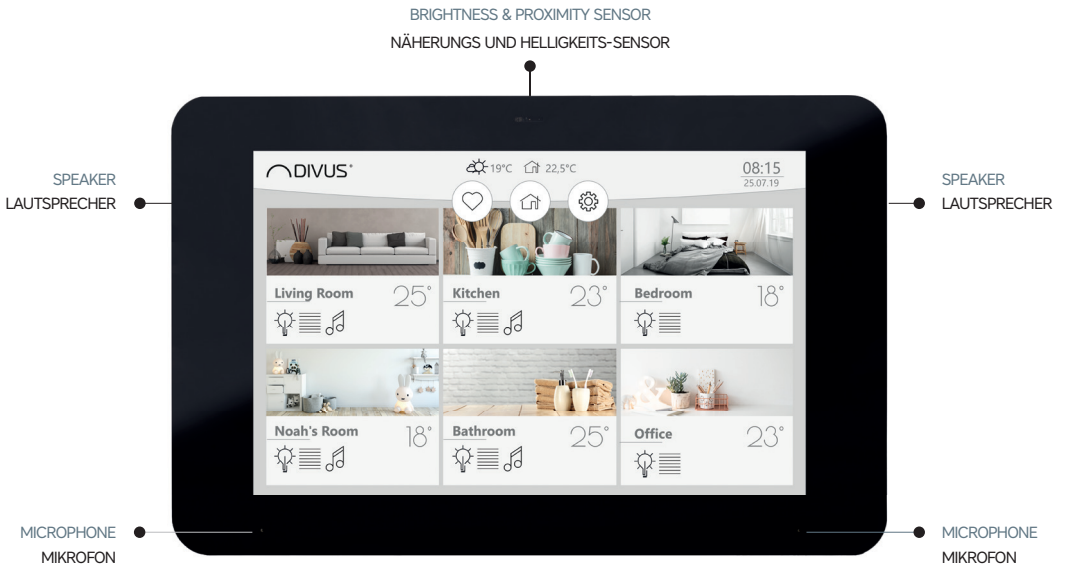 BRIGHTNESS & PROXIMITY SENSOR
NÄHERUNGS UND HELLIGKEITS-SENSOR
SPEAKER
LAUTSPRECHER
SPEAKER
LAUTSPRECHER
DIVUS
19°C 22,5°C
08:15
25.07.19
Living Room 25°
Kitchen 23°
Bedroom 18°
Noah's Room 18°
Bathroom 25°
Office 23°
MICROPHONE
MIKROFON
MICROPHONE
MIKROFON